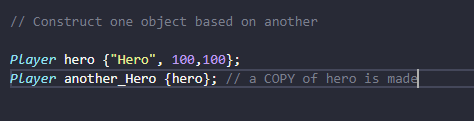 // Construct one object based on another
Player hero {"Hero", 100,100};
Player another_Hero {hero}; // a COPY of hero is made